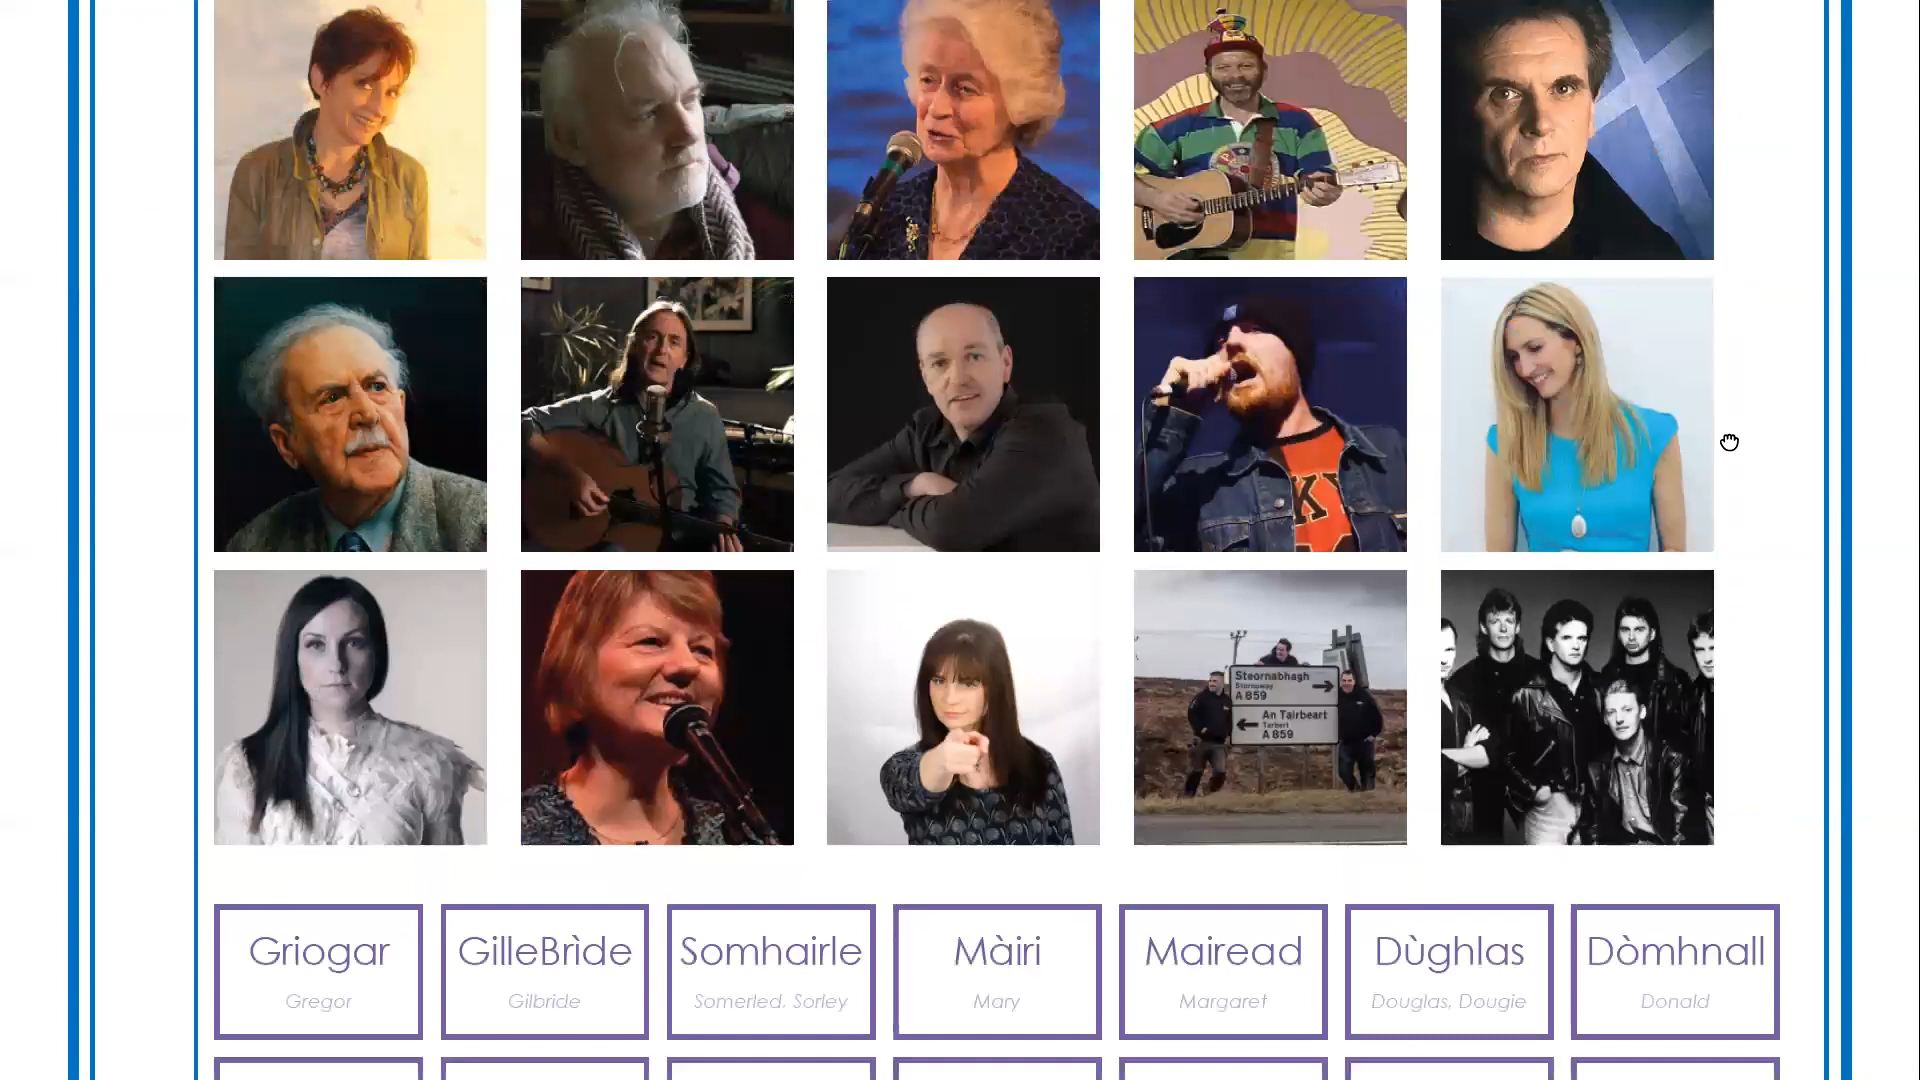 KY
Steornabhagh
Stornoway
A 859
An Tairbeart
Tarbert
A 859
Griogar
Gregor
GilleBrìde
Gilbride
Somhairle
Somerled, Sorley
Màiri
Mary
Mairead
Margaret
Dùghlas
Douglas, Dougie
Dòmhnall
Donald